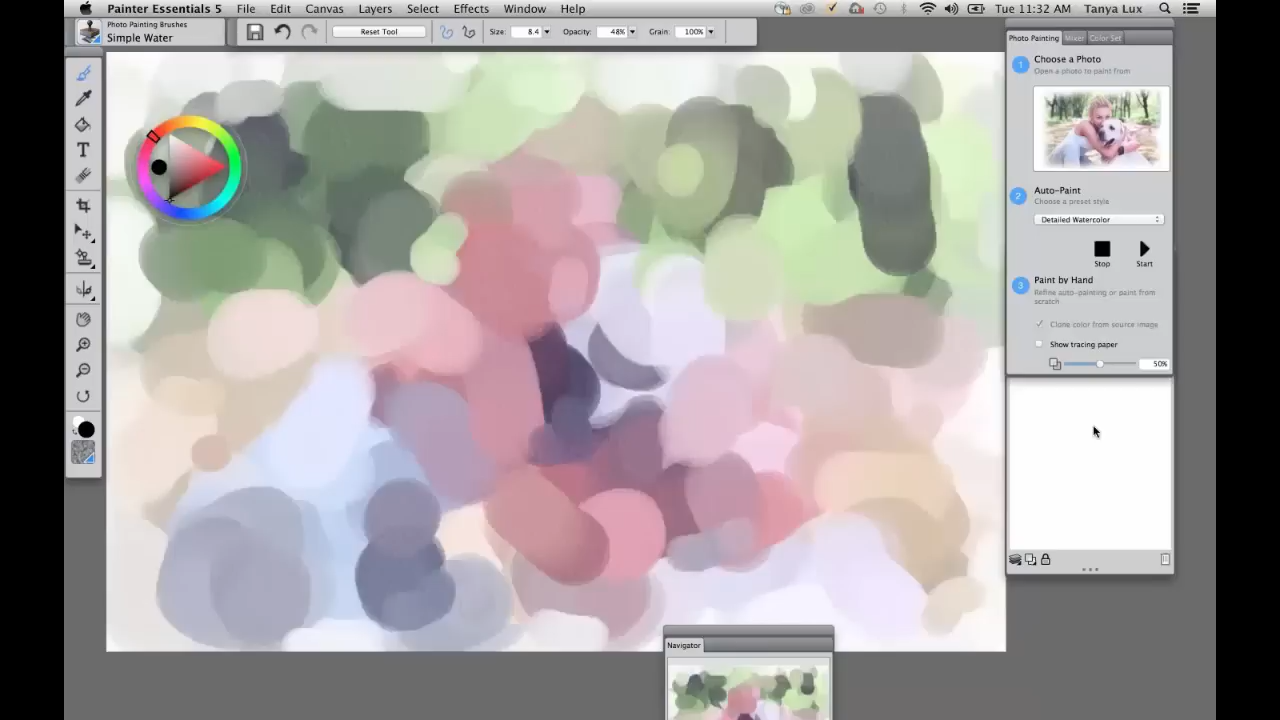 Painter Essentials 5 File Edit Canvas Layers Select Effects Window Help Tue 11:32 AM Tanya Lux
Photo Painting Brushes
Simple Water
Reset Tool Size: 8.4 Opacity: 48% Grain: 100%
Photo Painting Mixer Color Set
1 Choose a Photo
Open a photo to paint from
2 Auto-Paint
Choose a preset style
Detailed Watercolor
Stop Start
3 Paint by Hand
Refine auto-painting or paint from
scratch
Clone color from source image
Show tracing paper
50%
T
Navigator